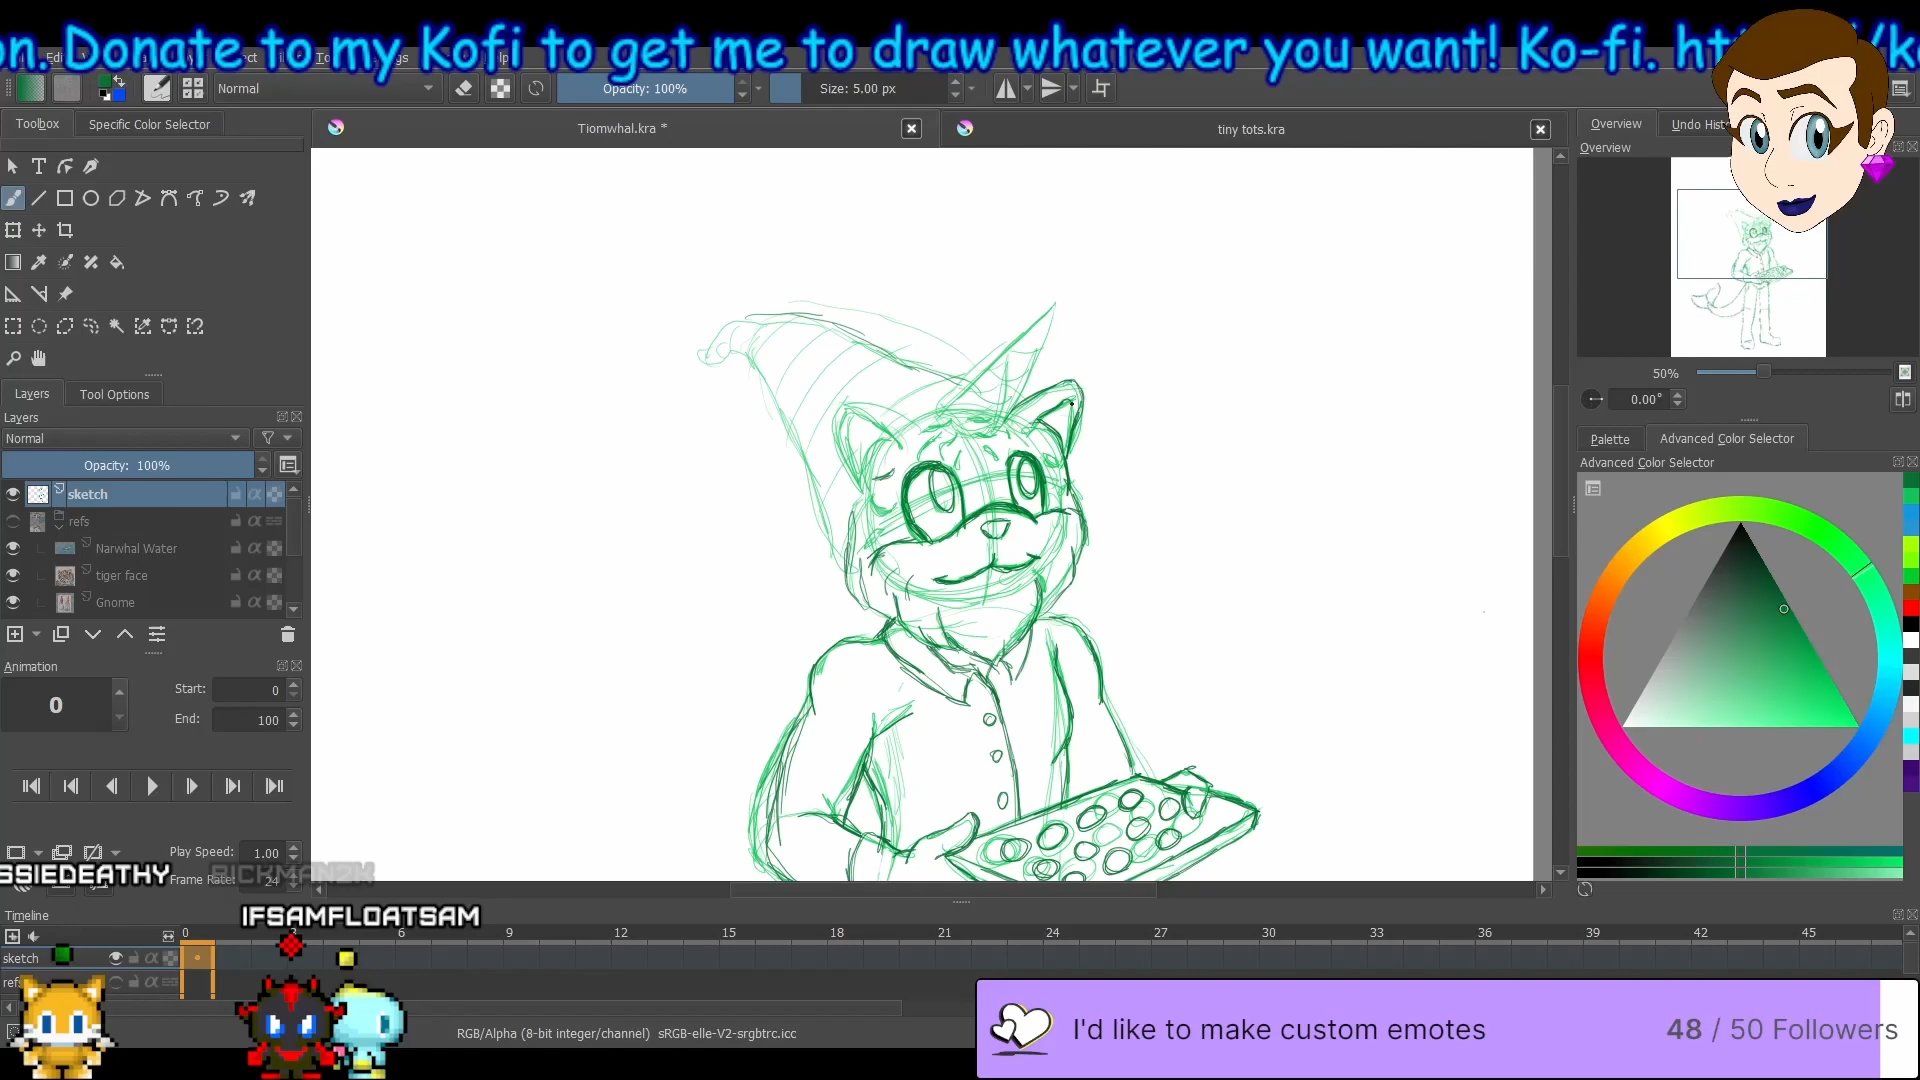 on. Donate to my Kofi to get me to draw whatever you want! Ko-fi.
Normal
Opacity: 100%
Size: 5.00 px
Toolbox
Specific Color Selector
Tiomwhal.kra *
tiny tots.kra
Overview
Undo Hist
Overview
50%
0.00°
Layers
Tool Options
Layers
Normal
Opacity: 100%
sketch
refs
Narwhal Water
tiger face
Gnome
Palette
Advanced Color Selector
Advanced Color Selector
Animation
0
Start: 0
End: 100
Play Speed: 1.00
Frame Rate: 24
SSIEDEATHY
RICKMAN2K
IFSAMFLOATSAM
Timeline
0 3 6 9 12 15 18 21 24 27 30 33 36 39 42 45
sketch
refs
RGB/Alpha (8-bit integer/channel) sRGB-elle-V2-srgbtrc.icc
I'd like to make custom emotes
48 / 50 Followers